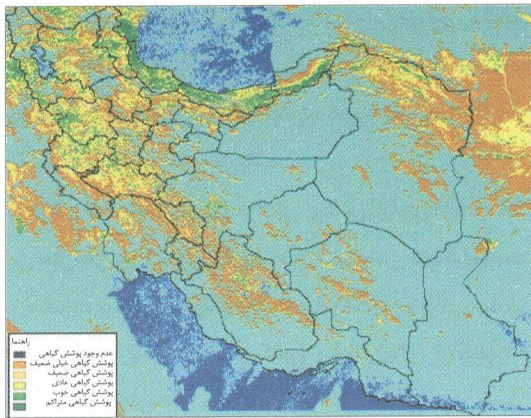 راهنما
عدم وجود پوشش گیاهی
پوشش گیاهی خیلی ضعیف
پوشش گیاهی ضعیف
پوشش گیاهی عادی
پوشش گیاهی خوب
پوشش گیاهی متراکم